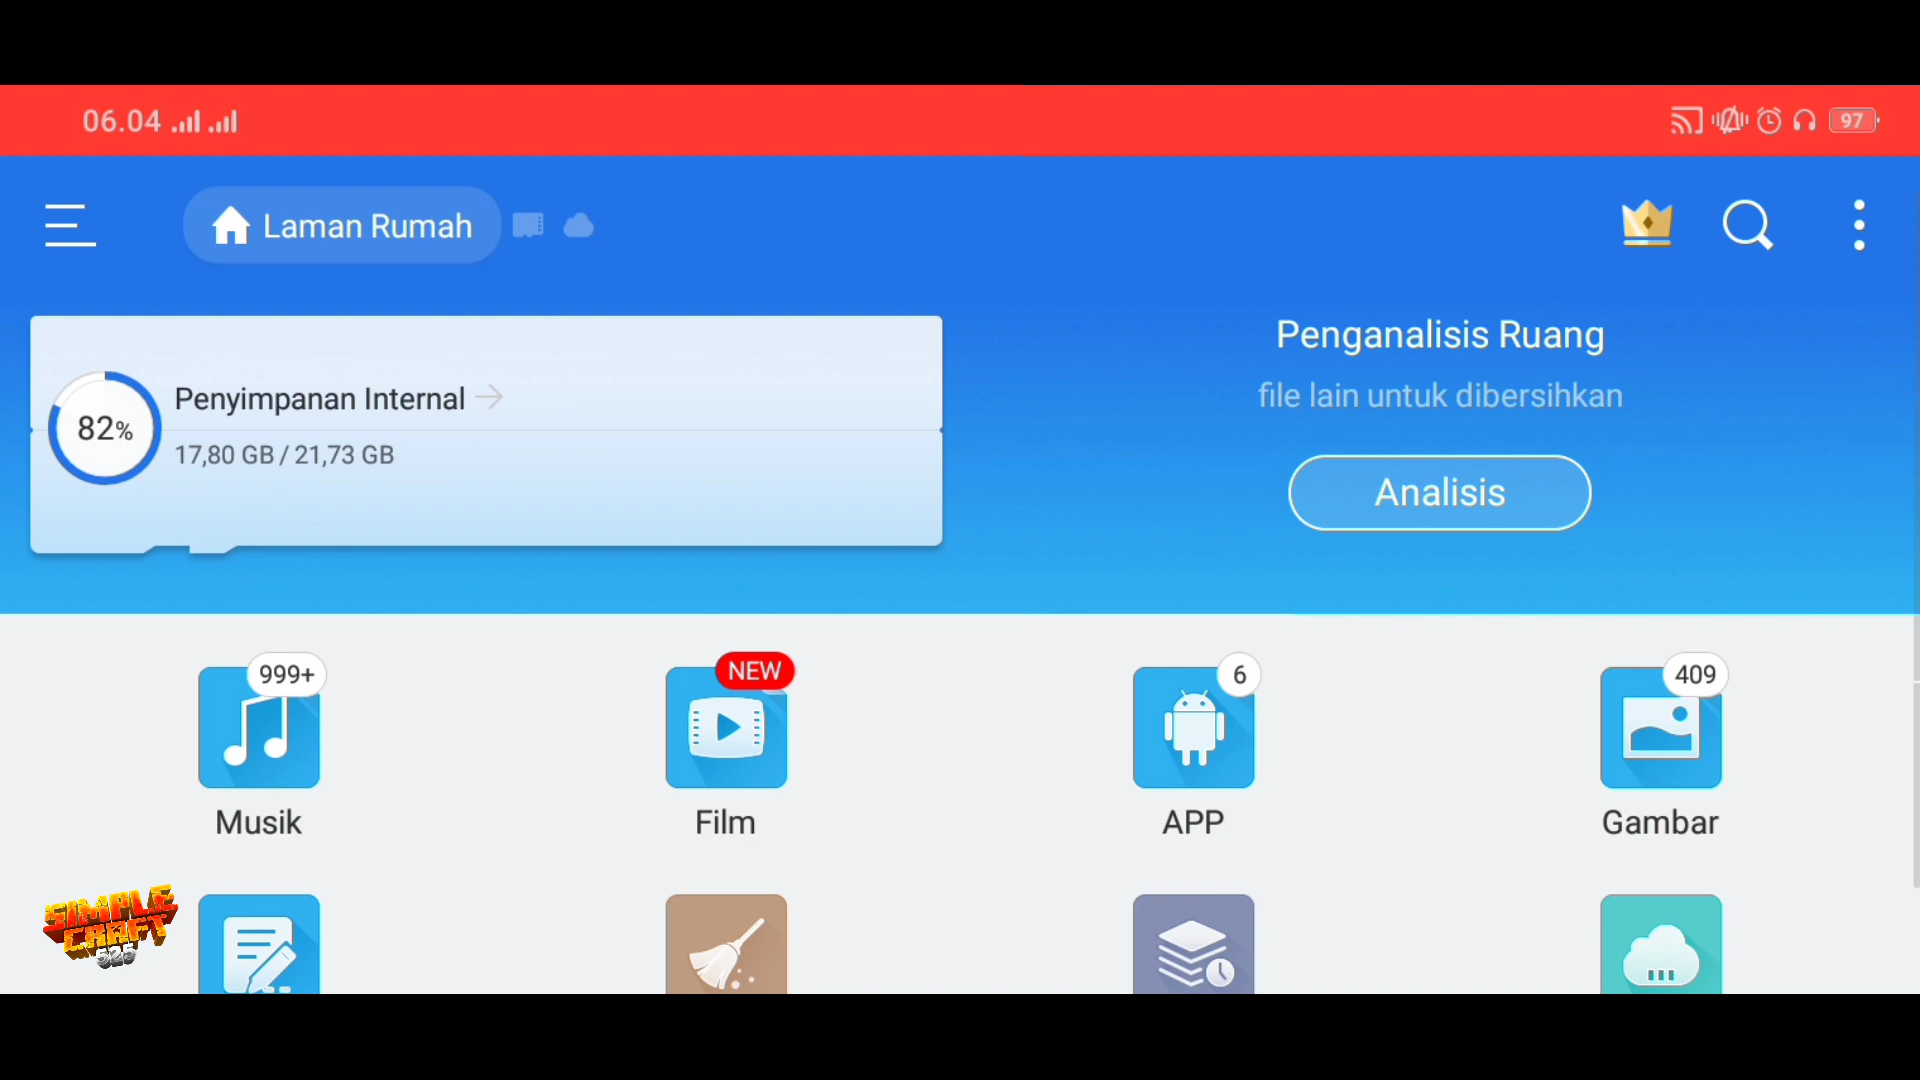 06.04
97
Laman Rumah
Penganalisis Ruang
file lain untuk dibersihkan
Analisis
82%
Penyimpanan Internal
17,80 GB / 21,73 GB
999+
NEW
6
409
Musik
Film
APP
Gambar
SIMPLE
CRAFT
525